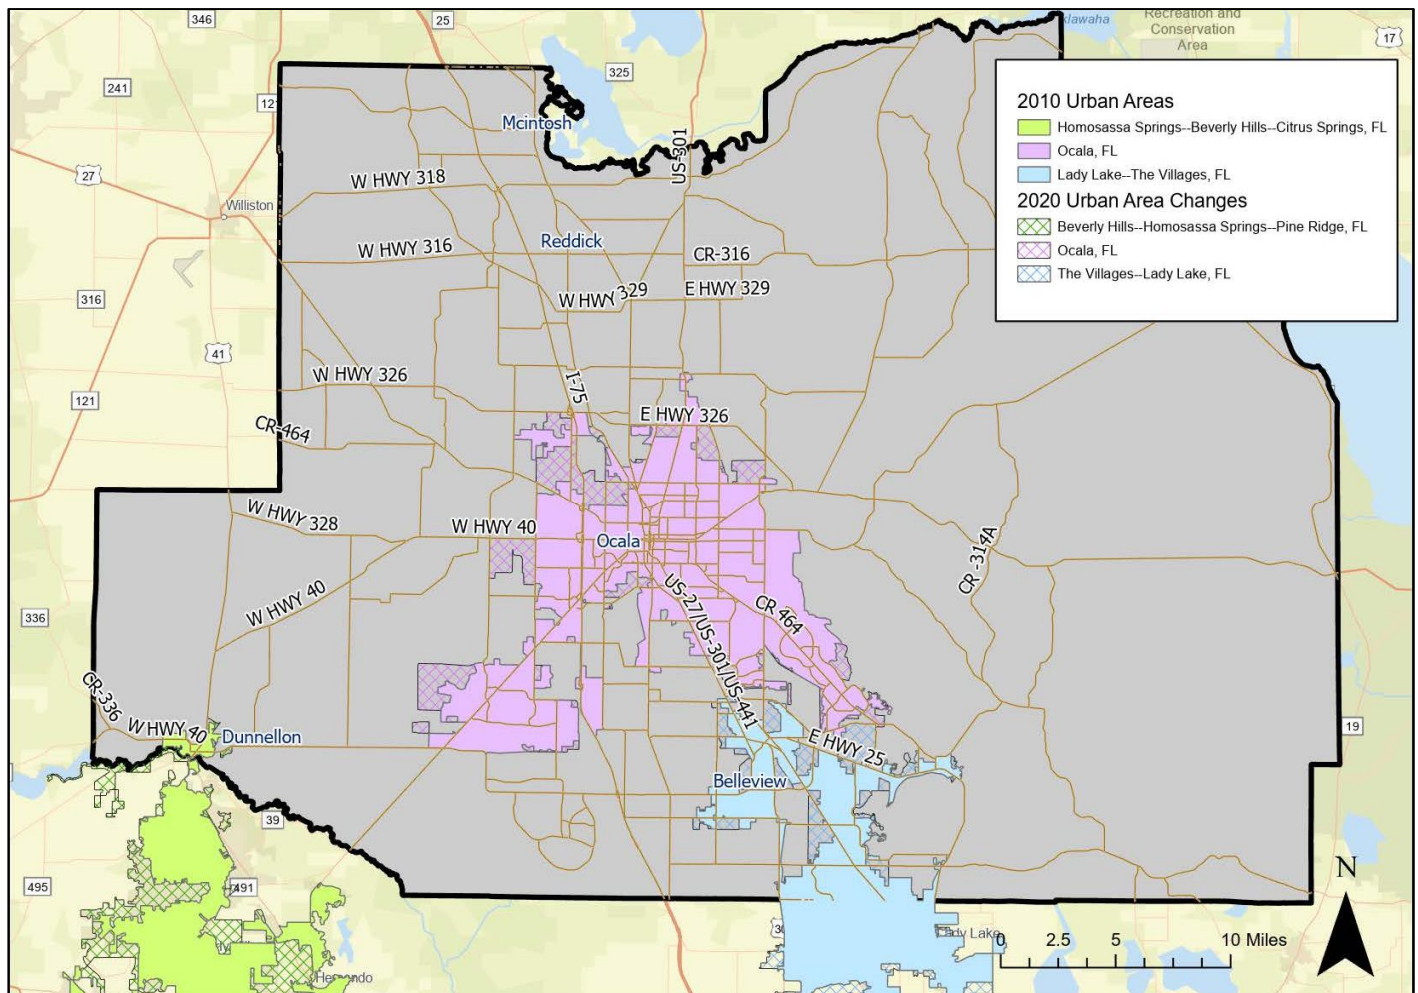 346
25
klawaha
Recreation and
Conservation
Area
17
241
121
325
Mcintosh
US-301
2010 Urban Areas
Homosassa Springs--Beverly Hills--Citrus Springs, FL
Ocala, FL
Lady Lake--The Villages, FL
2020 Urban Area Changes
Beverly Hills--Homosassa Springs--Pine Ridge, FL
Ocala, FL
The Villages--Lady Lake, FL
27
W HWY 318
Williston
W HWY 316
Reddick
CR-316
316
W HWY 329
E HWY 329
41
121
W HWY 326
I-75
E HWY 326
CR-464
W HWY 328
W HWY 40
Ocala
CR -314A
336
W HWY 40
US-27/US-301/US-441
CR 464
CR-336
W HWY 40
Dunnellon
E HWY 25
19
Belleview
39
495
491
N
Lady Lake
0
2.5
5
10 Miles